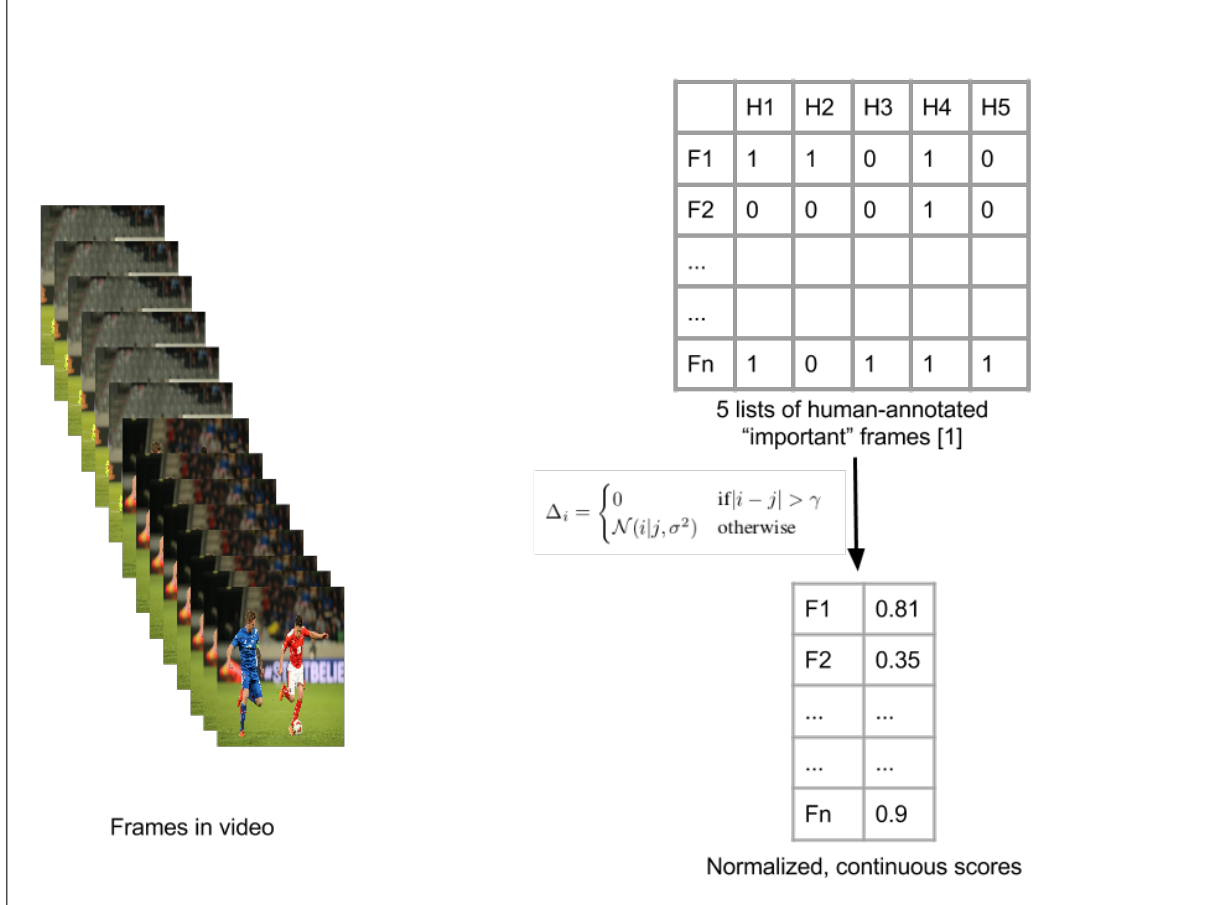 H1 H2 H3 H4 H5
F1 1 1 0 1 0
F2 0 0 0 1 0
...
...
Fn 1 0 1 1 1
5 lists of human-annotated
“important” frames [1]
Δi = {0 if|i − j| > γ
𝒩(i|j, σ²) otherwise
F1 0.81
F2 0.35
... ...
... ...
Fn 0.9
Normalized, continuous scores
Frames in video